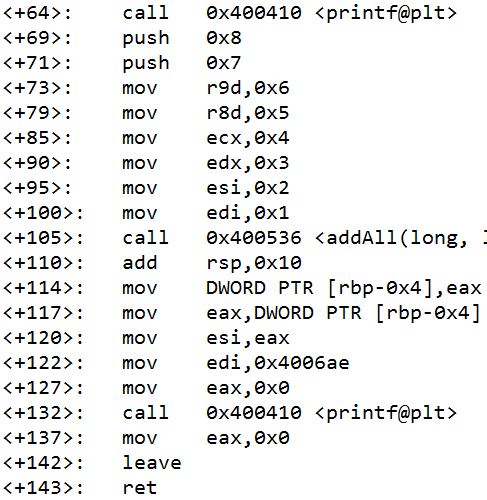 <+64>: call 0x400410 <printf@plt>
<+69>: push 0x8
<+71>: push 0x7
<+73>: mov r9d,0x6
<+79>: mov r8d,0x5
<+85>: mov ecx,0x4
<+90>: mov edx,0x3
<+95>: mov esi,0x2
<+100>: mov edi,0x1
<+105>: call 0x400536 <addAll(long,
<+110>: add rsp,0x10
<+114>: mov DWORD PTR [rbp-0x4],eax
<+117>: mov eax,DWORD PTR [rbp-0x4]
<+120>: mov esi,eax
<+122>: mov edi,0x4006ae
<+127>: mov eax,0x0
<+132>: call 0x400410 <printf@plt>
<+137>: mov eax,0x0
<+142>: leave
<+143>: ret